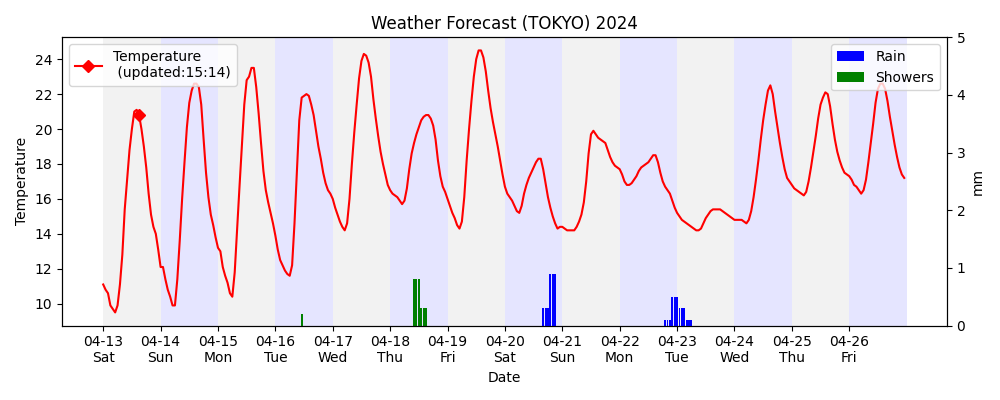 Weather Forecast (TOKYO) 2024
Temperature
(updated:15:14)
Rain
Showers
Temperature
24
22
20
18
16
14
12
10
5
4
3
2
1
0
mm
04-13 04-14 04-15 04-16 04-17 04-18 04-19 04-20 04-21 04-22 04-23 04-24 04-25 04-26
Sat Sun Mon Tue Wed Thu Fri Sat Sun Mon Tue Wed Thu Fri
Date